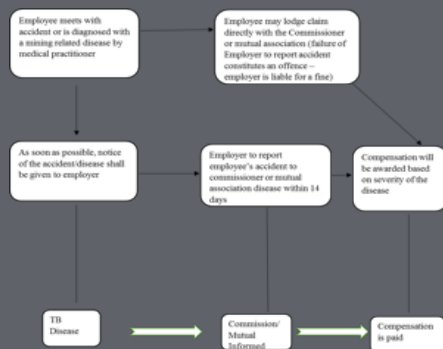 Employee meets with
accident or is diagnosed with
a mining related disease by
medical practitioner
Employee may lodge claim
directly with the Commissioner
or mutual association (failure of
Employer to report accident
constitutes an offence –
employer is liable for a fine)
As soon as possible, notice
of the accident/disease shall
be given to employer
Employer to report
employee's accident to
commissioner or mutual
association disease within 14
days
Compensation will
be awarded based
on severity of the
disease
TB
Disease
Commission/
Mutual
Informed
Compensation
is paid